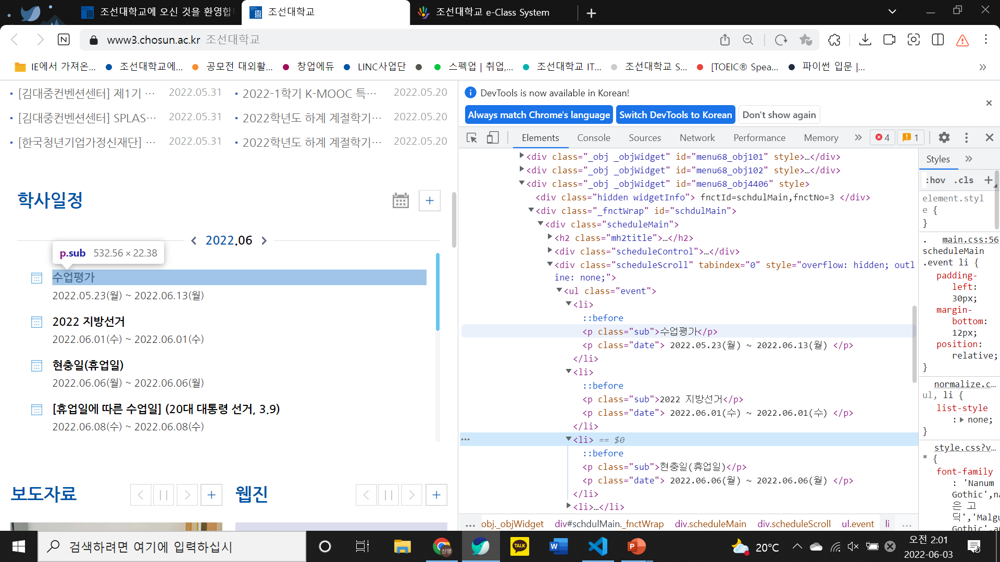 조선대학교에 오신 것을 환영합니
조선대학교
조선대학교 e-Class System
www3.chosun.ac.kr 조선대학교
IE에서 가져온...
조선대학교에...
공모전 대외활...
창업에듀
LINC사업단
스펙업 | 취업,...
조선대학교 IT...
조선대학교 S...
[TOEIC® Spea...
파이썬 입문 |...
[김대중컨벤션센터] 제1기 ... 2022.05.31
2022-1학기 K-MOOC 특... 2022.05.20
[김대중컨벤션센터] SPLAS... 2022.05.31
2022학년도 하계 계절학기... 2022.05.20
[한국청년기업가정신재단] ... 2022.05.31
2022학년도 하계 계절학기... 2022.05.20
학사일정
2022.06
p.sub 532.56 × 22.38
수업평가
2022.05.23(월) ~ 2022.06.13(월)
2022 지방선거
2022.06.01(수) ~ 2022.06.01(수)
현충일(휴업일)
2022.06.06(월) ~ 2022.06.06(월)
[휴업일에 따른 수업일] (20대 대통령 선거, 3.9)
2022.06.08(수) ~ 2022.06.08(수)
보도자료
웹진
DevTools is now available in Korean!
Always match Chrome's language
Switch DevTools to Korean
Don't show again
Elements Console Sources Network Performance Memory 4 1
<div class="_obj _objWidget" id="menu68_obj101" style>…</div>
<div class="_obj _objWidget" id="menu68_obj102" style>…</div>
<div class="_obj _objWidget" id="menu68_obj4406" style>
<div class="hidden widgetInfo"> fnctId=schdulMain,fnctNo=3 </div>
<div class="_fnctWrap" id="schdulMain">
<div class="scheduleMain">
<h2 class="mh2title">…</h2>
<div class="scheduleControl">…</div>
<div class="scheduleScroll" tabindex="0" style="overflow: hidden; outl
ine: none;">
<ul class="event">
<li>
::before
<p class="sub">수업평가</p>
<p class="date"> 2022.05.23(월) ~ 2022.06.13(월) </p>
</li>
<li>
::before
<p class="sub">2022 지방선거</p>
<p class="date"> 2022.06.01(수) ~ 2022.06.01(수) </p>
</li>
<li> == $0
::before
<p class="sub">현충일(휴업일)</p>
<p class="date"> 2022.06.06(월) ~ 2022.06.06(월) </p>
</li>
<li>…</li>
... obj._objWidget div#schdulMain._fnctWrap div.scheduleMain div.scheduleScroll ul.event li ...
Styles
:hov .cls
element.styl
e {
}
. main.css:56
scheduleMain
.event li {
padding-
left:
30px;
margin-
bottom:
12px;
position:
relative;
}
normalize.c…
ul, li {
list-style
: none;
}
style.css?v…
* {
font-family
: 'Nanum
Gothic',na
은 고
딕','Malgu
Gothic',a
검색하려면 여기에 입력하십시
TALK
20°C
오전 2:01
2022-06-03